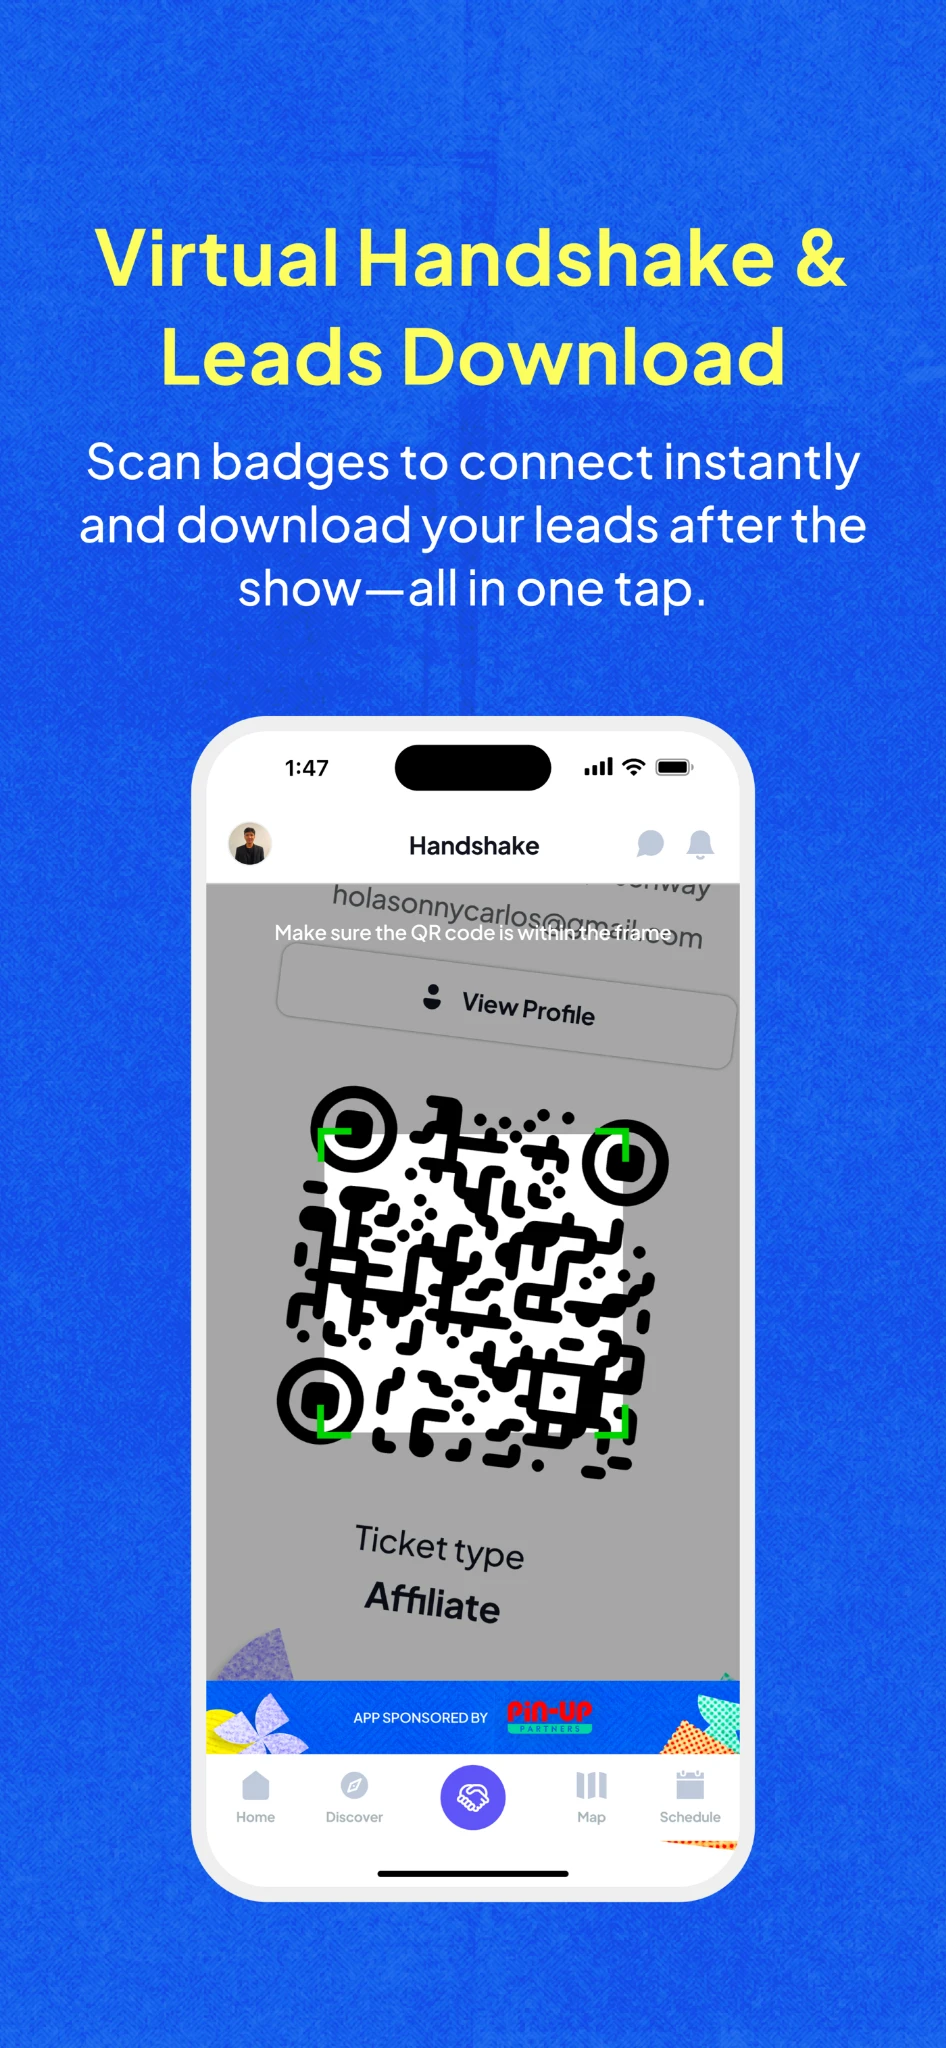 Virtual Handshake &
Leads Download
Scan badges to connect instantly
and download your leads after the
show—all in one tap.
1:47
Handshake
holasonnycarlos@gmail.com
Make sure the QR code is within the frame
View Profile
Ticket type
Affiliate
APP SPONSORED BY PiN-UP
PARTNERS
Home Discover Map Schedule